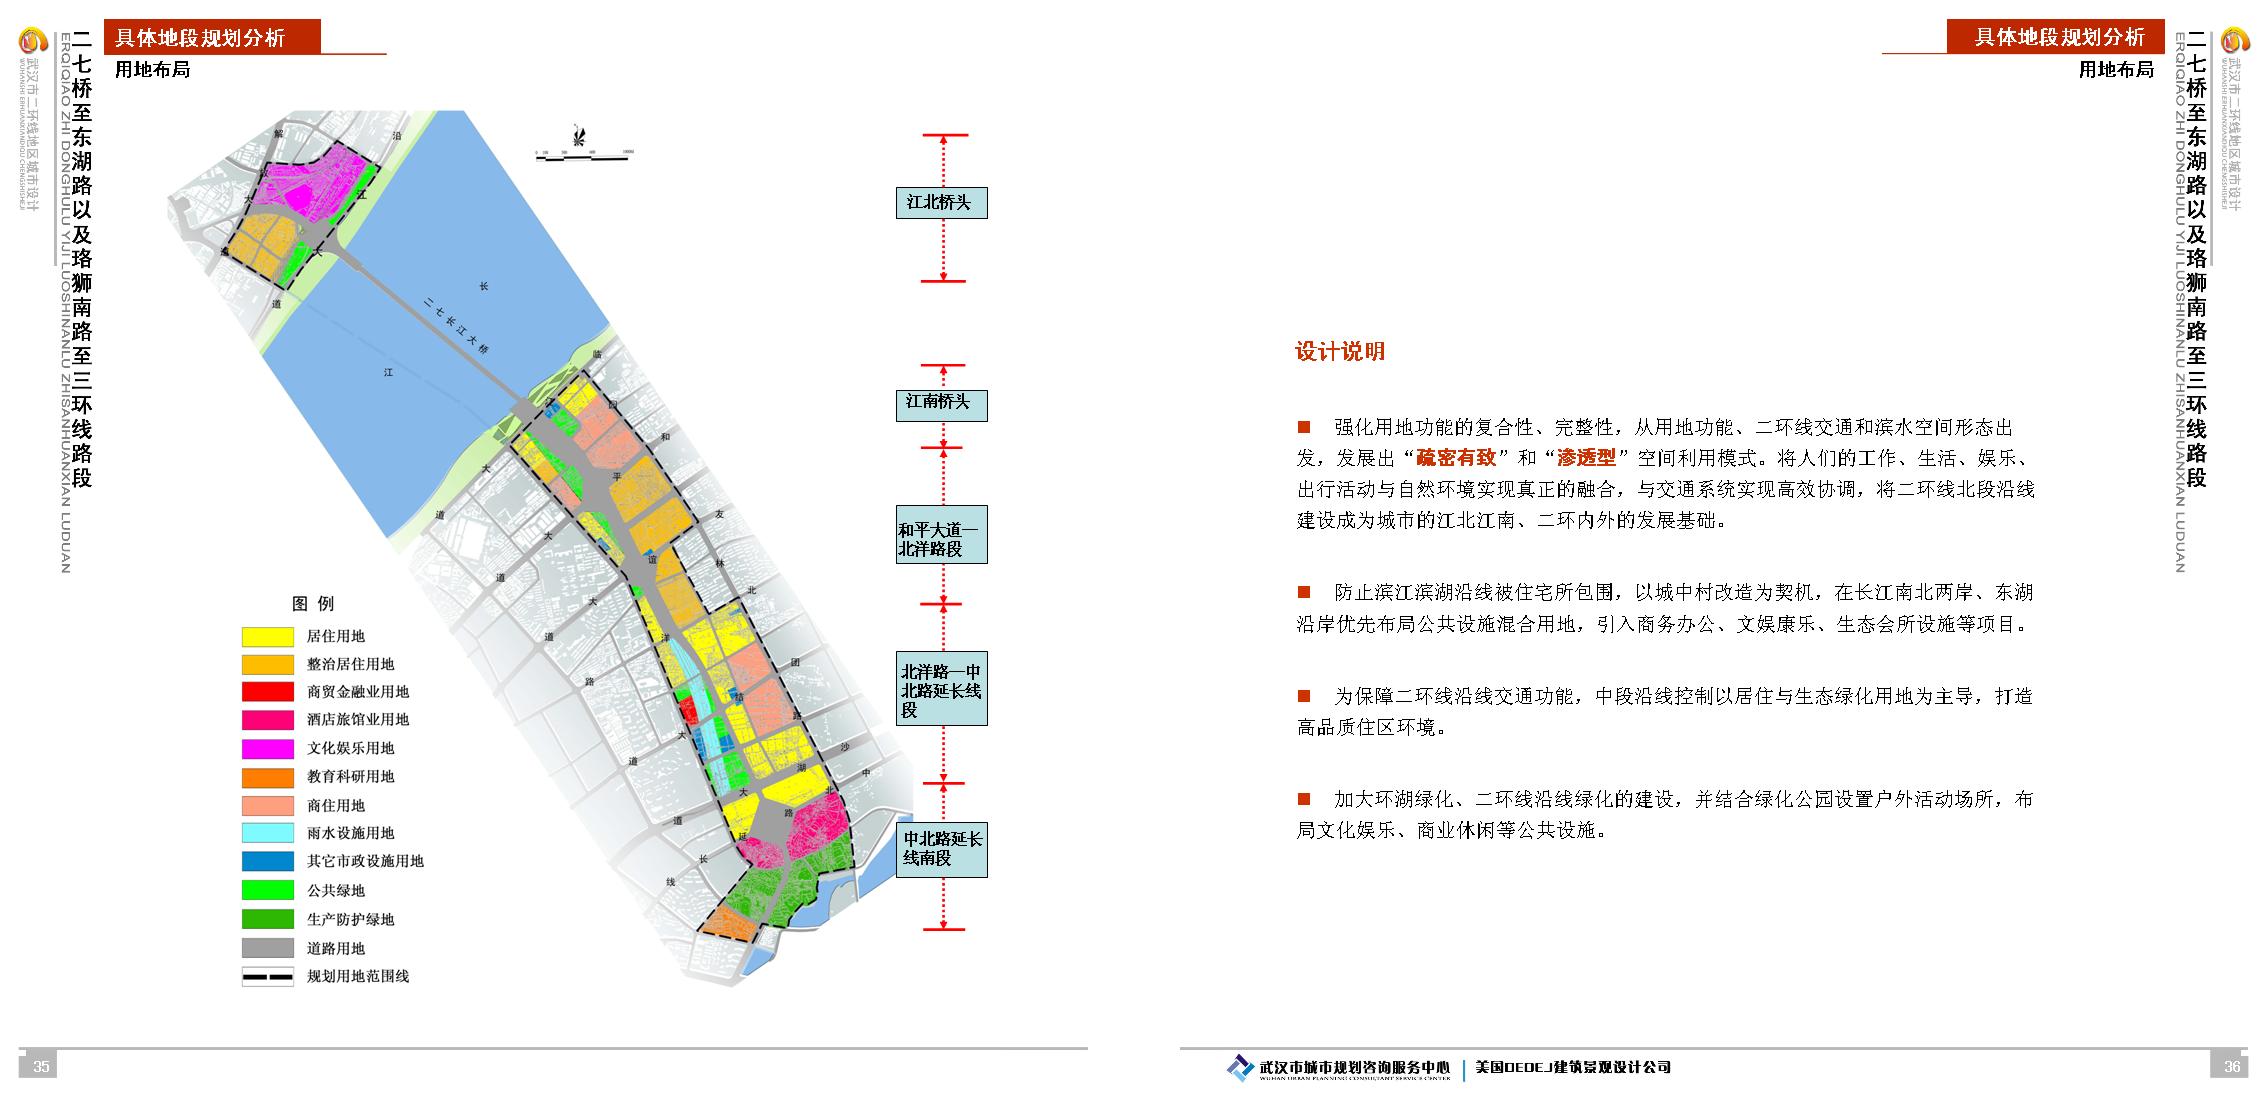 具体地段规划分析
用地布局
武汉市二环线地区城市设计
WUHANSHI ERHUANXIANDIQU CHENGSHISHEJI
二七桥至东湖路以及珞狮南路至三环线路段
ERQIQIAO ZHI DONGHULU YIJI LUOSHINANLU ZHISANHUANXIAN LUDUAN
解
放
大
道
沿
江
大
道
长
江
二七长江大桥
临
江
大
道
和
平
大
道
友
谊
大
道
园
林
路
北
洋
路
团
结
大
道
沙
湖
大
道
中
北
路
延
长
线
江北桥头
江南桥头
和平大道—
北洋路段
北洋路—中
北路延长线
段
中北路延长
线南段
图 例
居住用地
整治居住用地
商贸金融业用地
酒店旅馆业用地
文化娱乐用地
教育科研用地
商住用地
雨水设施用地
其它市政设施用地
公共绿地
生产防护绿地
道路用地
规划用地范围线
35
具体地段规划分析
用地布局
设计说明
■ 强化用地功能的复合性、完整性，从用地功能、二环线交通和滨水空间形态出
发，发展出“疏密有致”和“渗透型”空间利用模式。将人们的工作、生活、娱乐、
出行活动与自然环境实现真正的融合，与交通系统实现高效协调，将二环线北段沿线
建设成为城市的江北江南、二环内外的发展基础。
■ 防止滨江滨湖沿线被住宅所包围，以城中村改造为契机，在长江南北两岸、东湖
沿岸优先布局公共设施混合用地，引入商务办公、文娱康乐、生态会所设施等项目。
■ 为保障二环线沿线交通功能，中段沿线控制以居住与生态绿化用地为主导，打造
高品质住区环境。
■ 加大环湖绿化、二环线沿线绿化的建设，并结合绿化公园设置户外活动场所，布
局文化娱乐、商业休闲等公共设施。
二七桥至东湖路以及珞狮南路至三环线路段
ERQIQIAO ZHI DONGHULU YIJI LUOSHINANLU ZHISANHUANXIAN LUDUAN
武汉市二环线地区城市设计
WUHANSHI ERHUANXIANDIQU CHENGSHISHEJI
武汉市城市规划咨询服务中心
WUHAN URBAN PLANNING CONSULTANT SERVICE CENTER
美国DEDEJ建筑景观设计公司
36